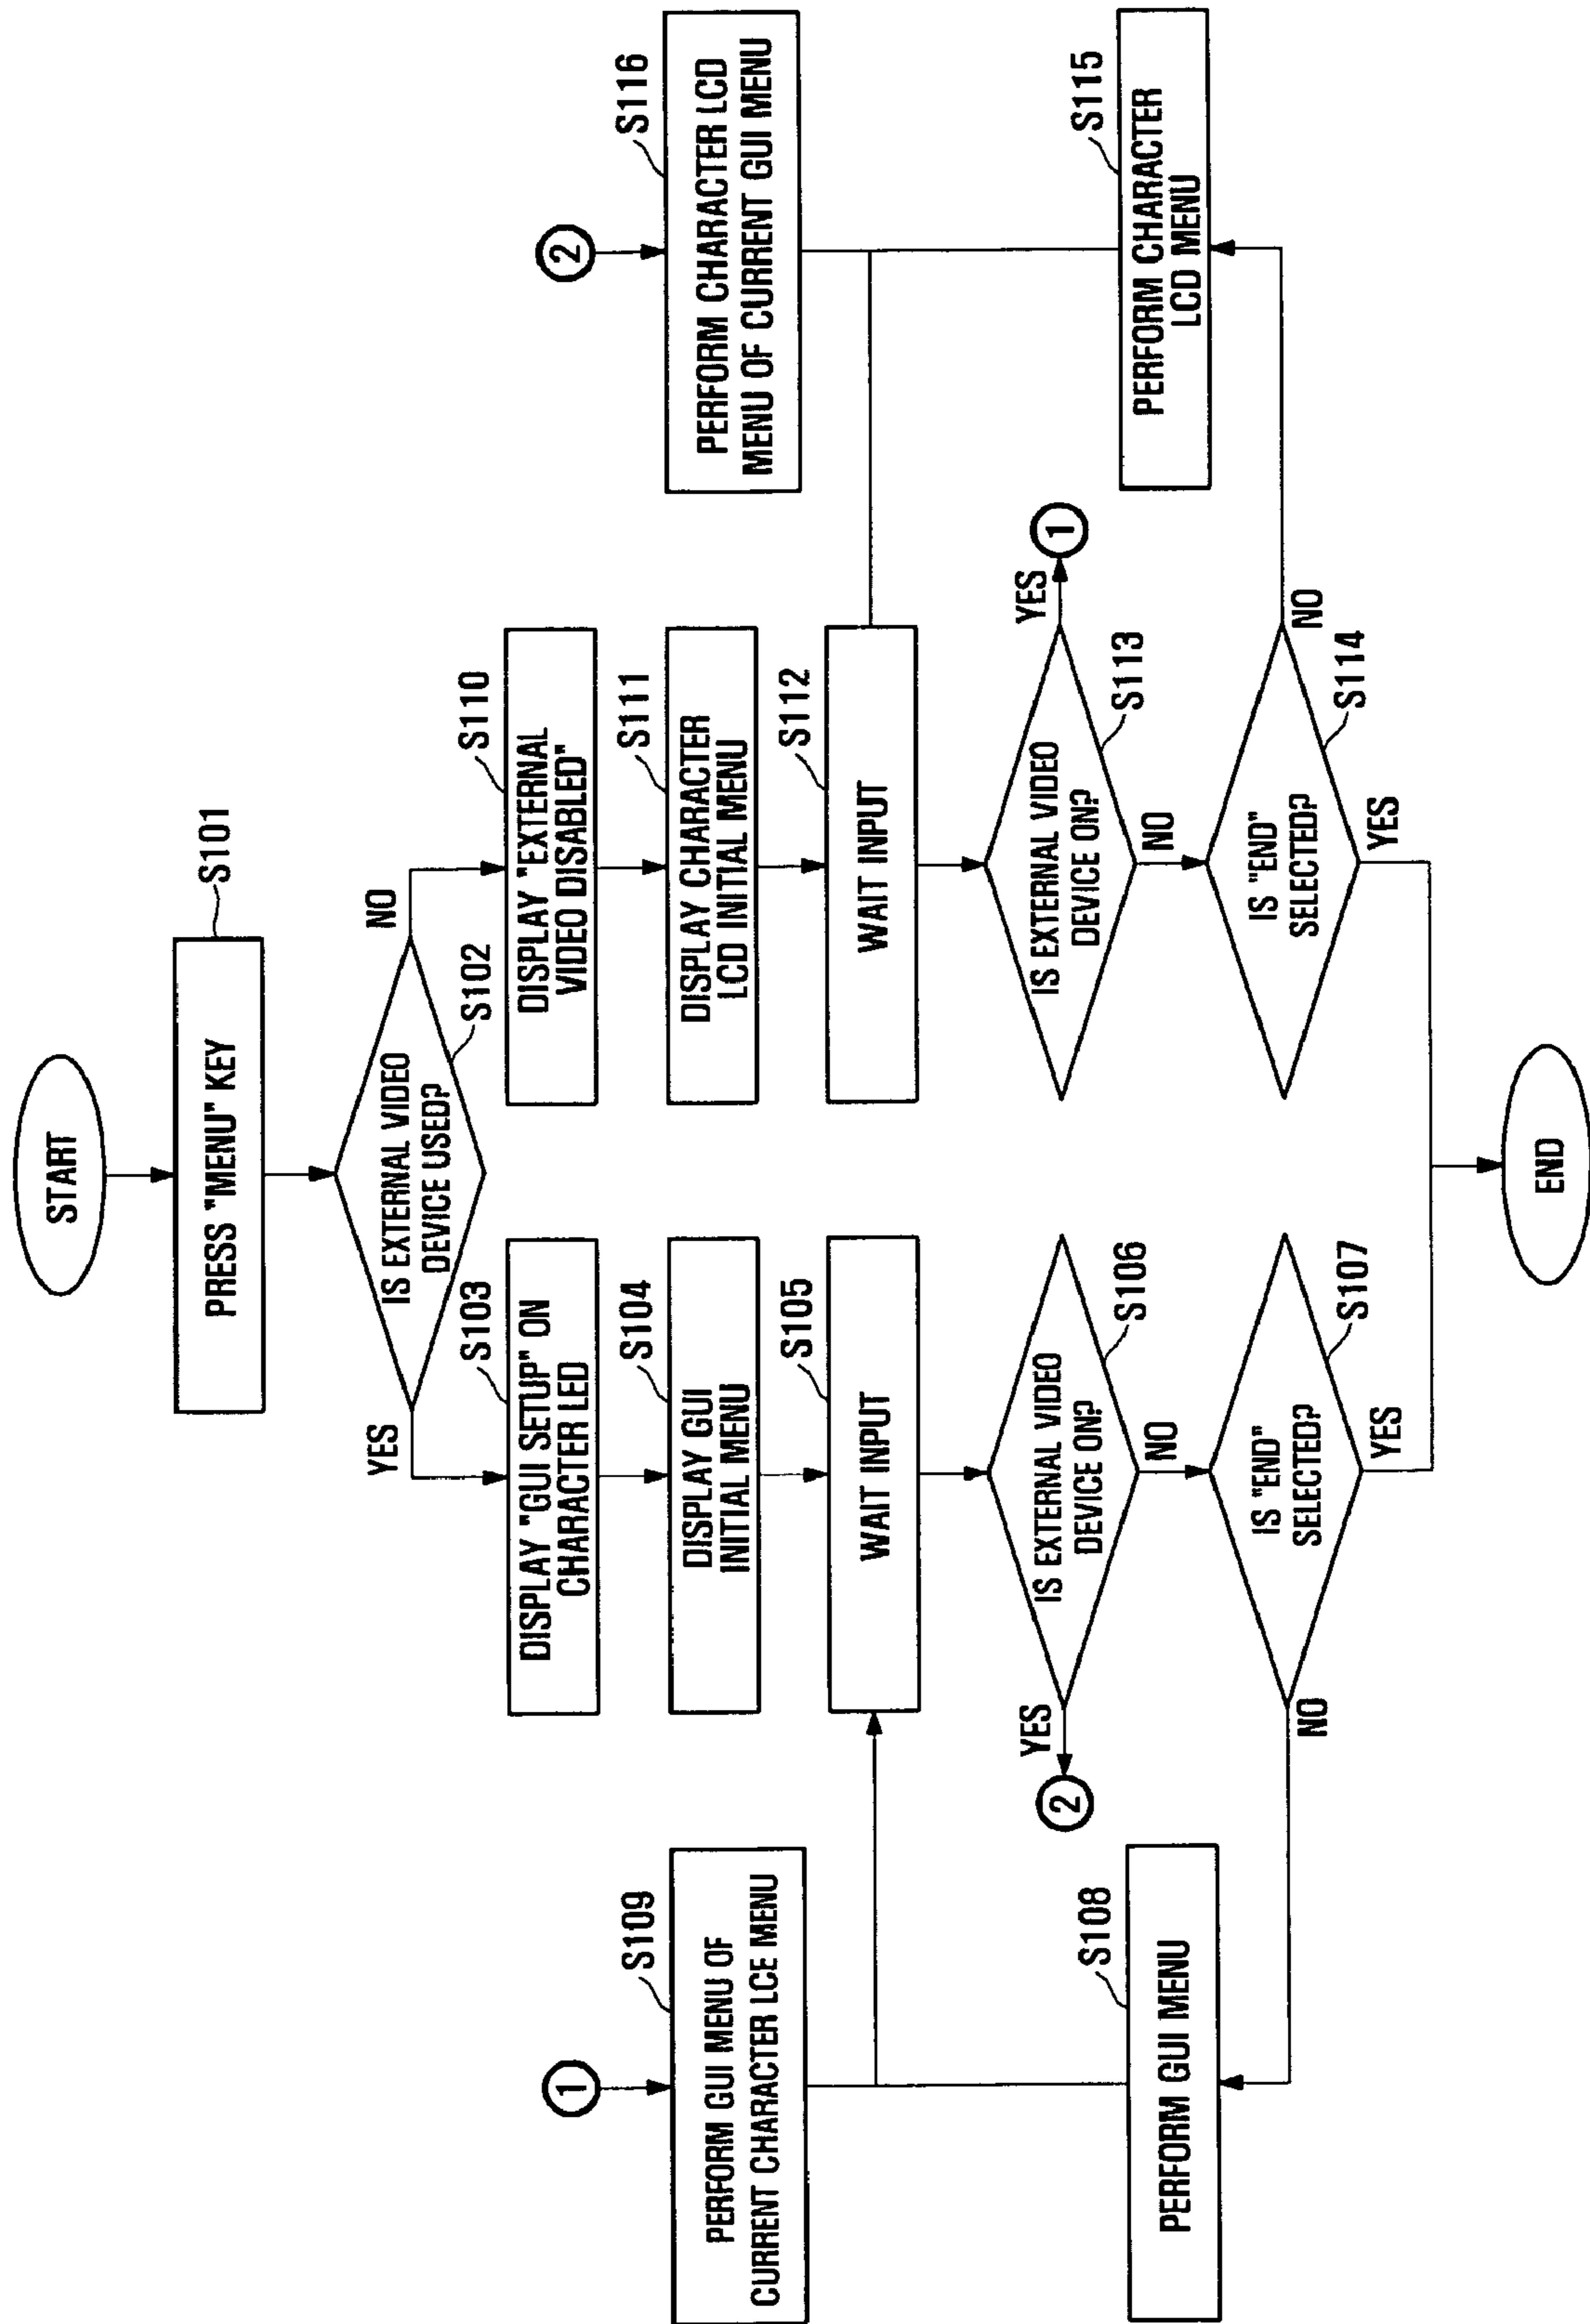 START
PRESS "MENU" KEY
S101
IS EXTERNAL VIDEO
DEVICE USED?
S102
YES
NO
DISPLAY "GUI SETUP" ON
CHARACTER LED
S103
DISPLAY GUI
INITIAL MENU
S104
WAIT INPUT
S105
IS EXTERNAL VIDEO
DEVICE ON?
S106
YES
2
NO
IS "END"
SELECTED?
S107
YES
NO
PERFORM GUI MENU
S108
1
PERFORM GUI MENU OF
CURRENT CHARACTER LCE MENU
S109
DISPLAY "EXTERNAL
VIDEO DISABLED"
S110
DISPLAY CHARACTER
LCD INITIAL MENU
S111
WAIT INPUT
S112
IS EXTERNAL VIDEO
DEVICE ON?
S113
YES
1
NO
IS "END"
SELECTED?
S114
YES
NO
PERFORM CHARACTER
LCD MENU
S115
2
PERFORM CHARACTER LCD
MENU OF CURRENT GUI MENU
S116
END